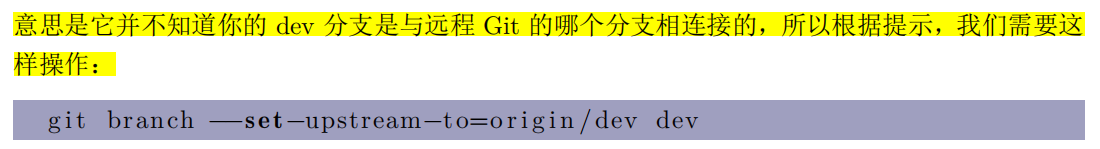 意思是它并不知道你的 dev 分支是与远程 Git 的哪个分支相连接的，所以根据提示，我们需要这
样操作：
git branch —set−upstream−to=origin/dev dev